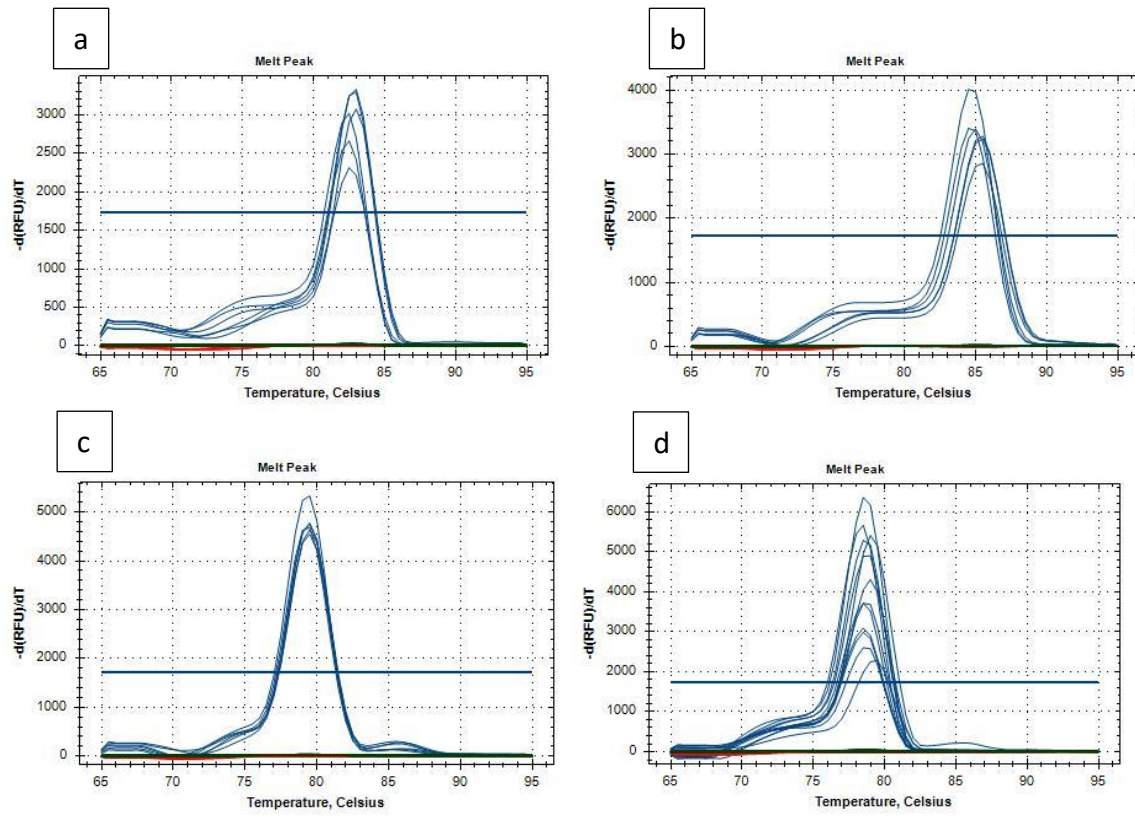 a
Melt Peak
-d(RFU)/dT
3000
2500
2000
1500
1000
500
0
65 70 75 80 85 90 95
Temperature, Celsius
b
Melt Peak
-d(RFU)/dT
4000
3000
2000
1000
0
65 70 75 80 85 90 95
Temperature, Celsius
c
Melt Peak
-d(RFU)/dT
5000
4000
3000
2000
1000
0
65 70 75 80 85 90 95
Temperature, Celsius
d
Melt Peak
-d(RFU)/dT
6000
5000
4000
3000
2000
1000
0
65 70 75 80 85 90 95
Temperature, Celsius